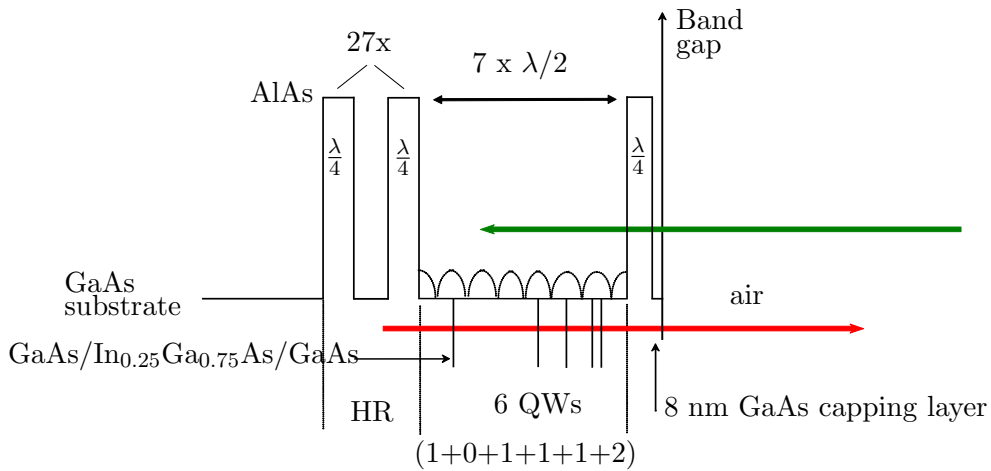 Band
gap
27x
7 x λ/2
AlAs
λ/4
λ/4
λ/4
GaAs
substrate
air
GaAs/In₀.₂₅Ga₀.₇₅As/GaAs
HR
6 QWs
8 nm GaAs capping layer
(1+0+1+1+1+2)